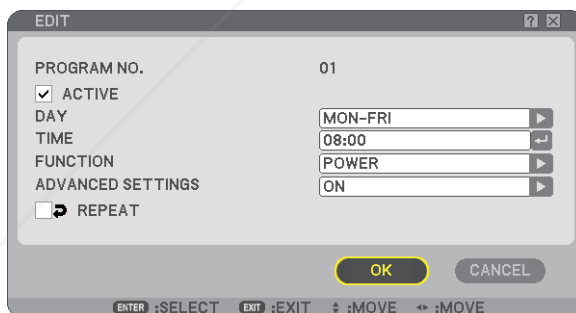 EDIT
PROGRAM NO. 01
ACTIVE
DAY MON-FRI
TIME 08:00
FUNCTION POWER
ADVANCED SETTINGS ON
REPEAT
OK CANCEL
ENTER :SELECT EXIT :EXIT :MOVE :MOVE